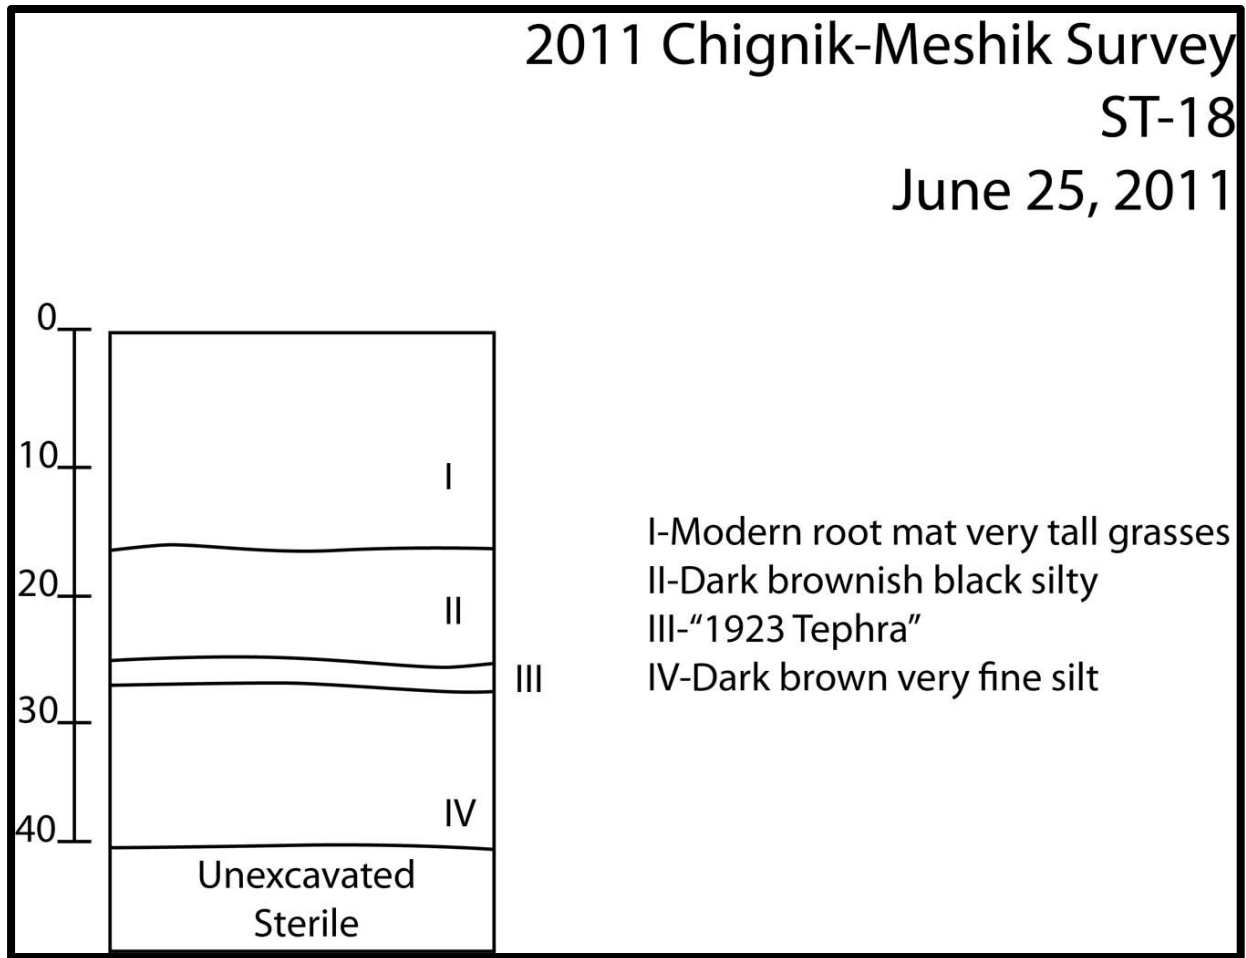 2011 Chignik-Meshik Survey
ST-18
June 25, 2011
0
10
20
30
40
I
II
III
IV
Unexcavated
Sterile
I-Modern root mat very tall grasses
II-Dark brownish black silty
III-“1923 Tephra”
IV-Dark brown very fine silt